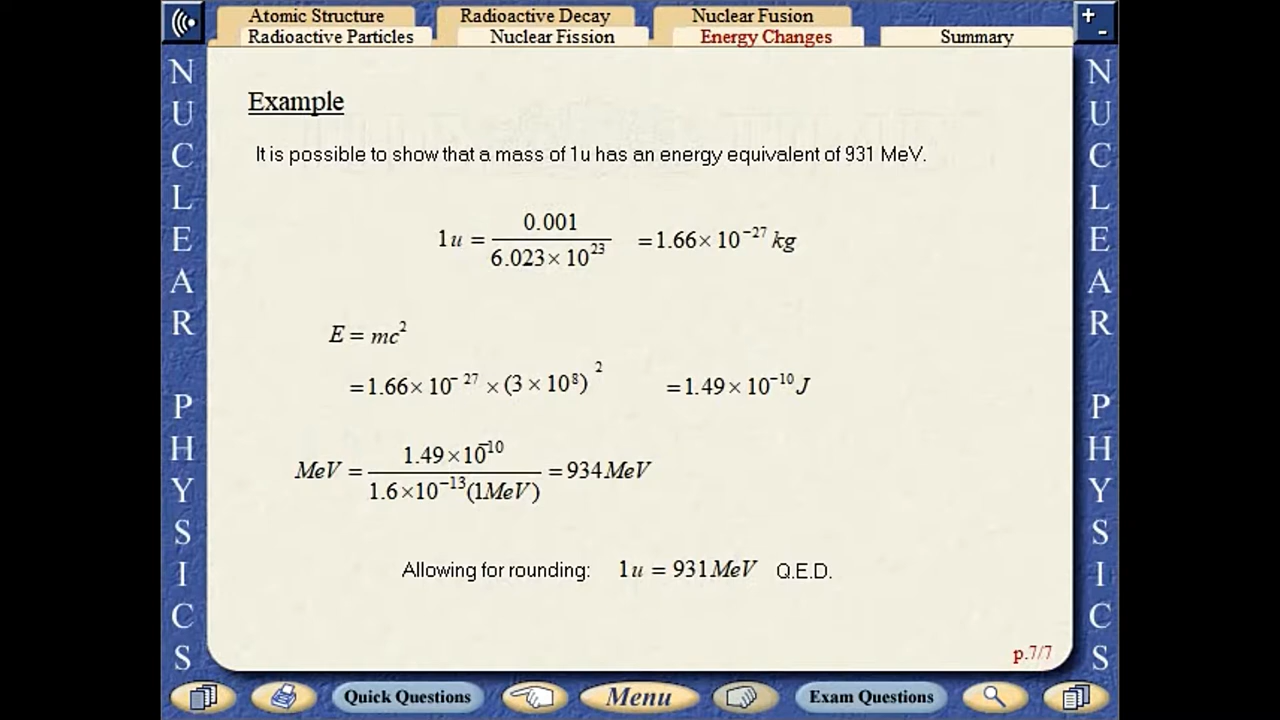 Atomic Structure Radioactive Decay Nuclear Fusion
Radioactive Particles Nuclear Fission Energy Changes Summary
NUCLEAR PHYSICS
NUCLEAR PHYSICS
Example
It is possible to show that a mass of 1u has an energy equivalent of 931 MeV.
1u = 0.001 / 6.023 × 10^23 = 1.66 × 10^−27 kg
E = mc²
= 1.66 × 10^−27 × (3 × 10^8)² = 1.49 × 10^−10 J
MeV = 1.49 × 10^−10 / 1.6 × 10^−13 (1MeV) = 934 MeV
Allowing for rounding: 1u = 931 MeV Q.E.D.
p.7/7
Quick Questions Menu Exam Questions